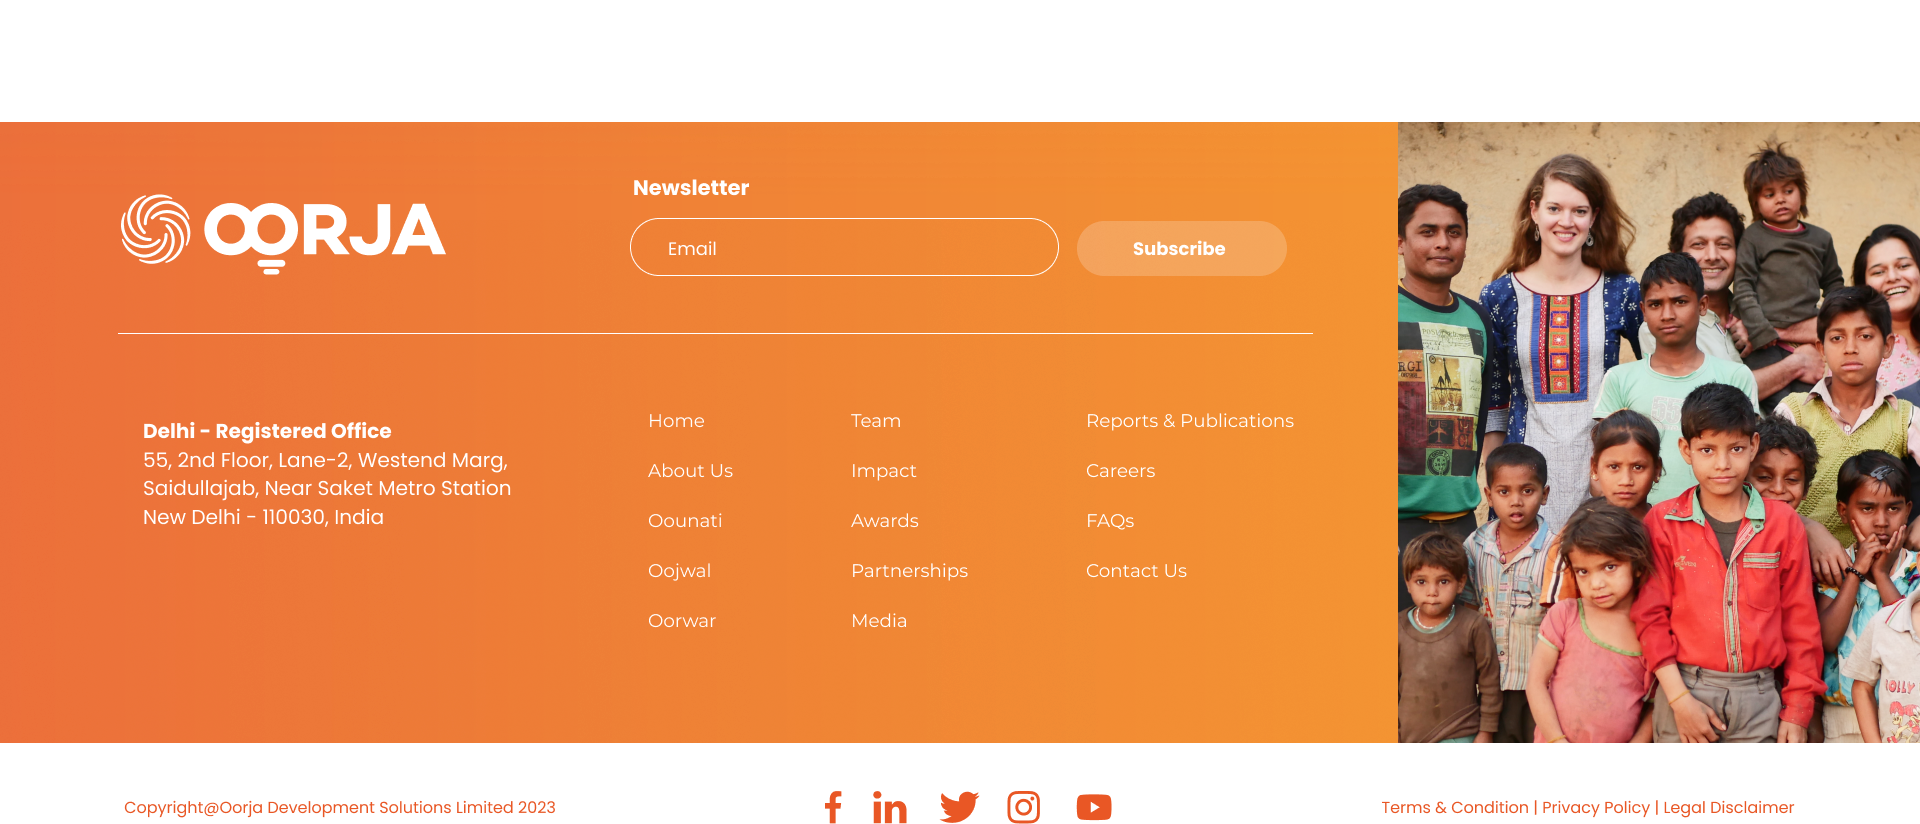 OORJA
Newsletter
Email
Subscribe
Delhi - Registered Office
55, 2nd Floor, Lane-2, Westend Marg,
Saidullajab, Near Saket Metro Station
New Delhi - 110030, India
Home
About Us
Oounati
Oojwal
Oorwar
Team
Impact
Awards
Partnerships
Media
Reports & Publications
Careers
FAQs
Contact Us
Copyright@Oorja Development Solutions Limited 2023
Terms & Condition | Privacy Policy | Legal Disclaimer